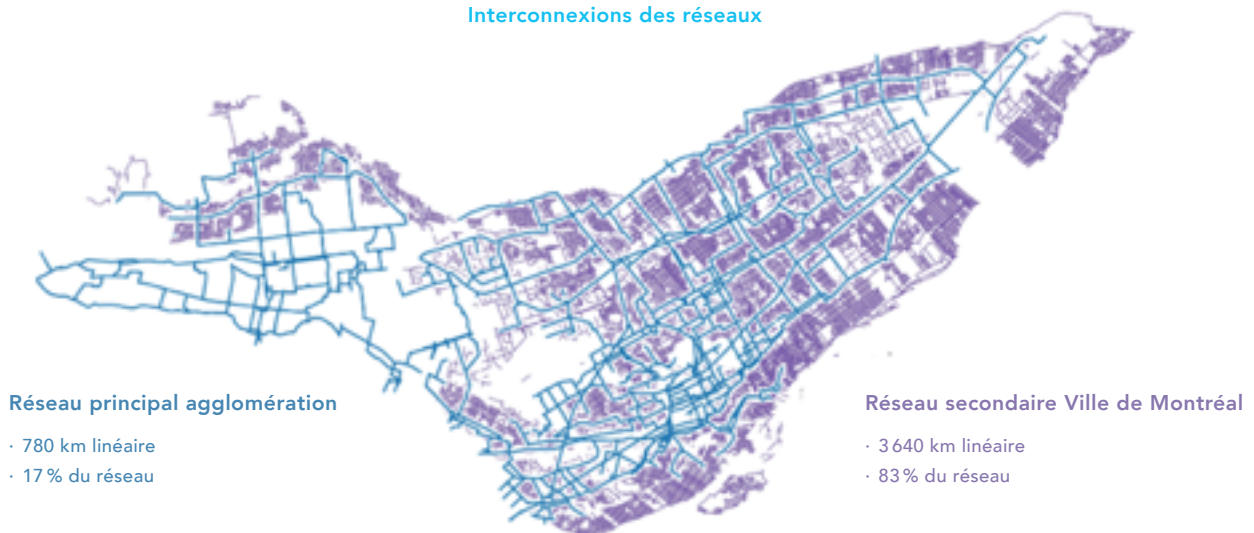 Interconnexions des réseaux
Réseau principal agglomération
· 780 km linéaire
· 17 % du réseau
Réseau secondaire Ville de Montréal
· 3 640 km linéaire
· 83 % du réseau